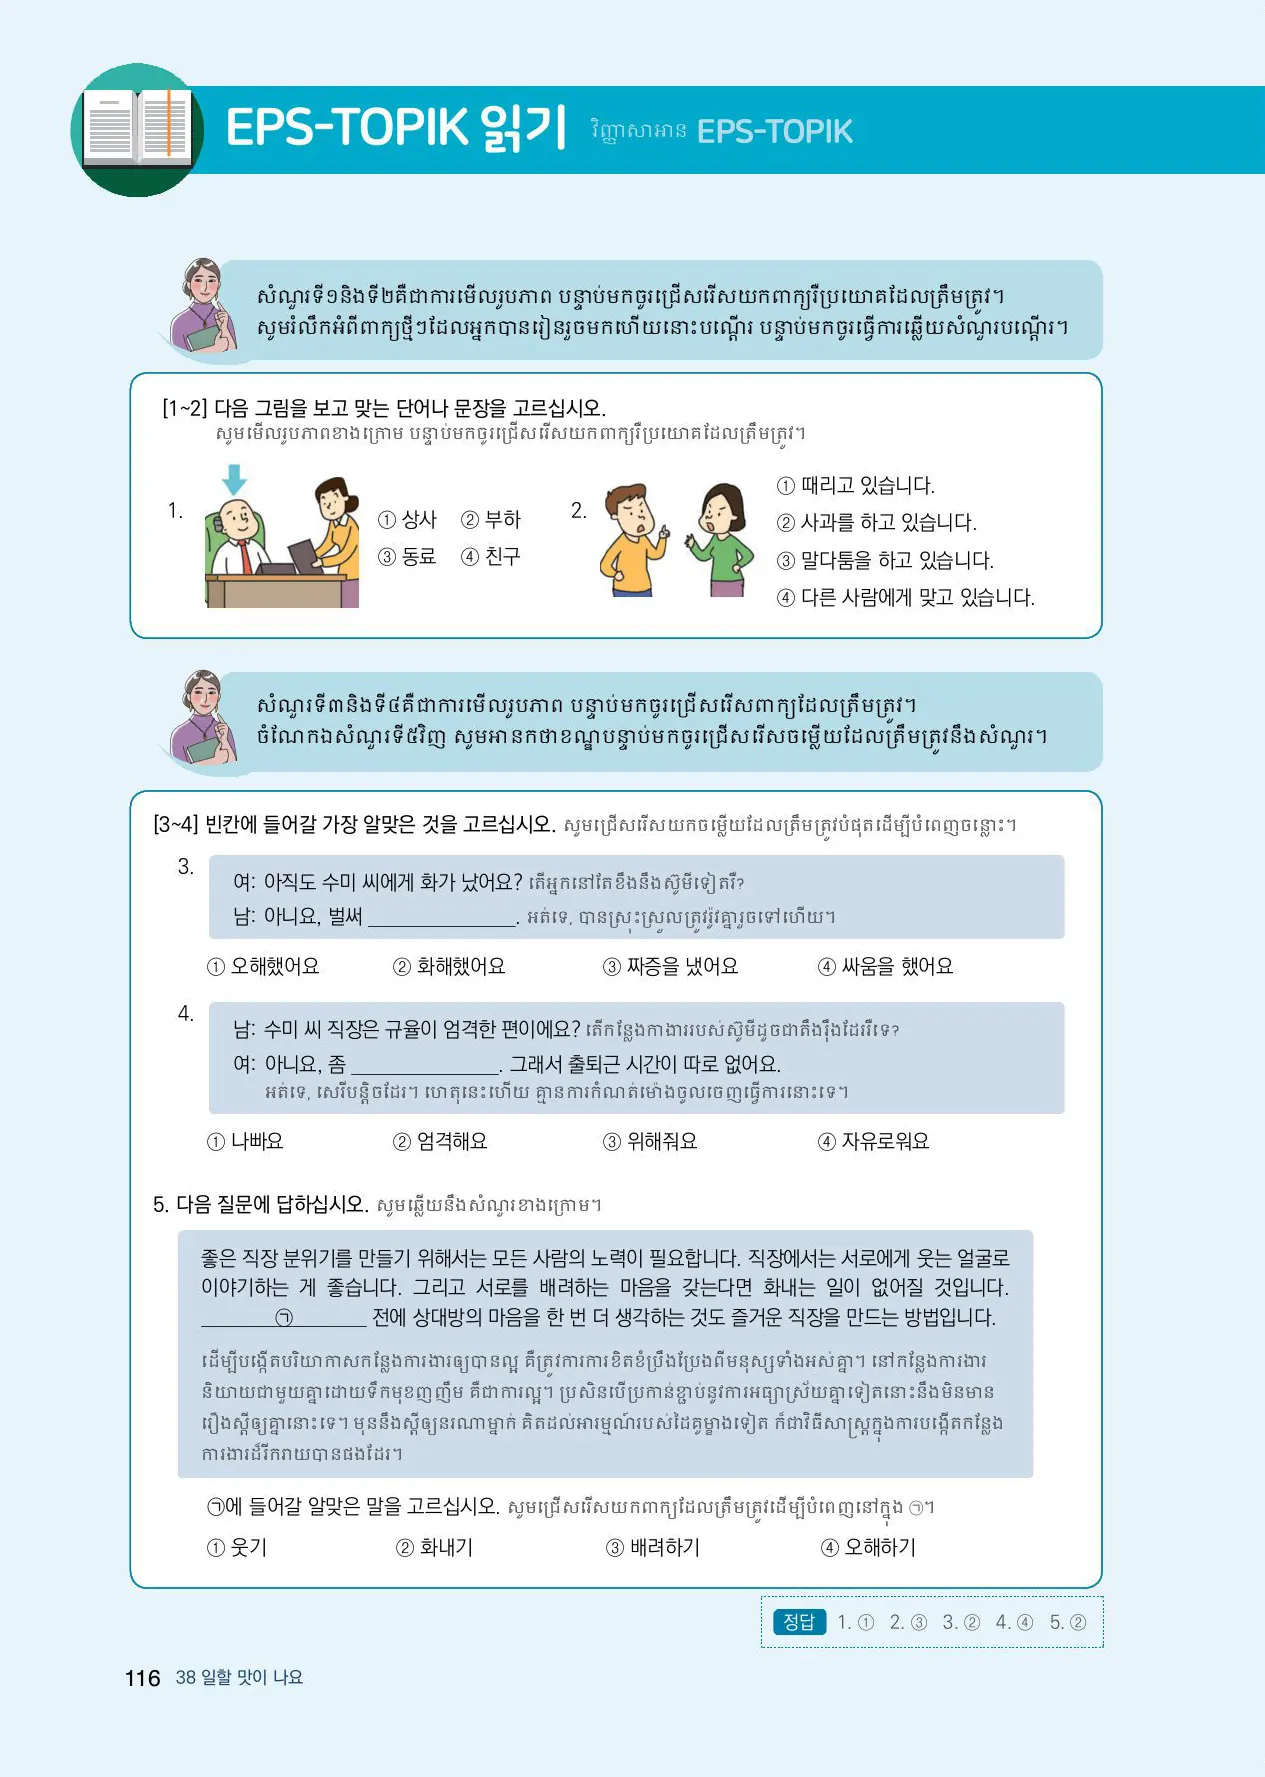 EPS-TOPIK 읽기 វិញ្ញាសាអាន EPS-TOPIK
សំណួរទី១និងទី២គឺជាការមើលរូបភាព បន្ទាប់មកចូរជ្រើសរើសយកពាក្យឬប្រយោគដែលត្រឹមត្រូវ។
សូមរំលឹកអំពីពាក្យថ្មីៗដែលអ្នកបានរៀនរួចមកហើយនោះបណ្ដើរ បន្ទាប់មកចូរធ្វើការឆ្លើយសំណួរបណ្ដើរ។
[1~2] 다음 그림을 보고 맞는 단어나 문장을 고르십시오.
សូមមើលរូបភាពខាងក្រោម បន្ទាប់មកចូរជ្រើសរើសយកពាក្យឬប្រយោគដែលត្រឹមត្រូវ។
1.
① 상사 ② 부하
③ 동료 ④ 친구
2.
① 때리고 있습니다.
② 사과를 하고 있습니다.
③ 말다툼을 하고 있습니다.
④ 다른 사람에게 맞고 있습니다.
សំណួរទី៣និងទី៤គឺជាការមើលរូបភាព បន្ទាប់មកចូរជ្រើសរើសពាក្យដែលត្រឹមត្រូវ។
ចំណែកឯសំណួរទី៥វិញ សូមអានកថាខណ្ឌបន្ទាប់មកចូរជ្រើសរើសចម្លើយដែលត្រឹមត្រូវនឹងសំណួរ។
[3~4] 빈칸에 들어갈 가장 알맞은 것을 고르십시오. សូមជ្រើសរើសយកចម្លើយដែលត្រឹមត្រូវបំផុតដើម្បីបំពេញចន្លោះ។
3.
여: 아직도 수미 씨에게 화가 났어요? តើអ្នកនៅតែខឹងនឹងស៊ូមីទៀតឬ?
남: 아니요, 벌써 ______________. អត់ទេ, បានស្រុះស្រួលត្រូវរ៉ូវគ្នារួចទៅហើយ។
① 오해했어요 ② 화해했어요 ③ 짜증을 냈어요 ④ 싸움을 했어요
4.
남: 수미 씨 직장은 규율이 엄격한 편이에요? តើកន្លែងកាងាររបស់ស៊ូមីដូចជាតឹងរ៉ឹងដែរឬទេ?
여: 아니요, 좀 ______________. 그래서 출퇴근 시간이 따로 없어요.
អត់ទេ, សេរីបន្តិចដែរ។ ហេតុនេះហើយ គ្មានការកំណត់ម៉ោងចូលចេញធ្វើការនោះទេ។
① 나빠요 ② 엄격해요 ③ 위해줘요 ④ 자유로워요
5. 다음 질문에 답하십시오. សូមឆ្លើយនឹងសំណួរខាងក្រោម។
좋은 직장 분위기를 만들기 위해서는 모든 사람의 노력이 필요합니다. 직장에서는 서로에게 웃는 얼굴로
이야기하는 게 좋습니다. 그리고 서로를 배려하는 마음을 갖는다면 화내는 일이 없어질 것입니다.
_______㉠_______ 전에 상대방의 마음을 한 번 더 생각하는 것도 즐거운 직장을 만드는 방법입니다.
ដើម្បីបង្កើតបរិយាកាសកន្លែងការងារឲ្យបានល្អ គឺត្រូវការការខិតខំប្រឹងប្រែងពីមនុស្សទាំងអស់គ្នា។ នៅកន្លែងការងារ
និយាយជាមួយគ្នាដោយទឹកមុខញញឹម គឺជាការល្អ។ ប្រសិនបើប្រកាន់ខ្ជាប់នូវការអធ្យាស្រ័យគ្នាទៀតនោះនឹងមិនមាន
រឿងស្ដីឲ្យគ្នានោះទេ។ មុននឹងស្ដីឲ្យនរណាម្នាក់ គិតដល់អារម្មណ៍របស់ដៃគូម្ខាងទៀត ក៏ជាវិធីសាស្ត្រក្នុងការបង្កើតកន្លែង
ការងារដ៏រីករាយបានផងដែរ។
㉠에 들어갈 알맞은 말을 고르십시오. សូមជ្រើសរើសយកពាក្យដែលត្រឹមត្រូវដើម្បីបំពេញនៅក្នុង ㉠។
① 웃기 ② 화내기 ③ 배려하기 ④ 오해하기
정답 1. ① 2. ③ 3. ② 4. ④ 5. ②
116 38 일할 맛이 나요